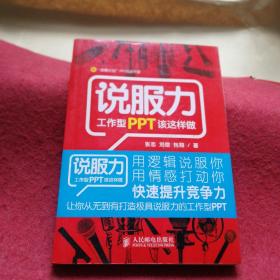 说服力
工作型PPT该这样做
张志 刘俊 包翔 / 著
说服力
工作型PPT该这样做
用逻辑说服你
用情感打动你
快速提升竞争力
让你从无到有打造极具说服力的工作型PPT
人民邮电出版社